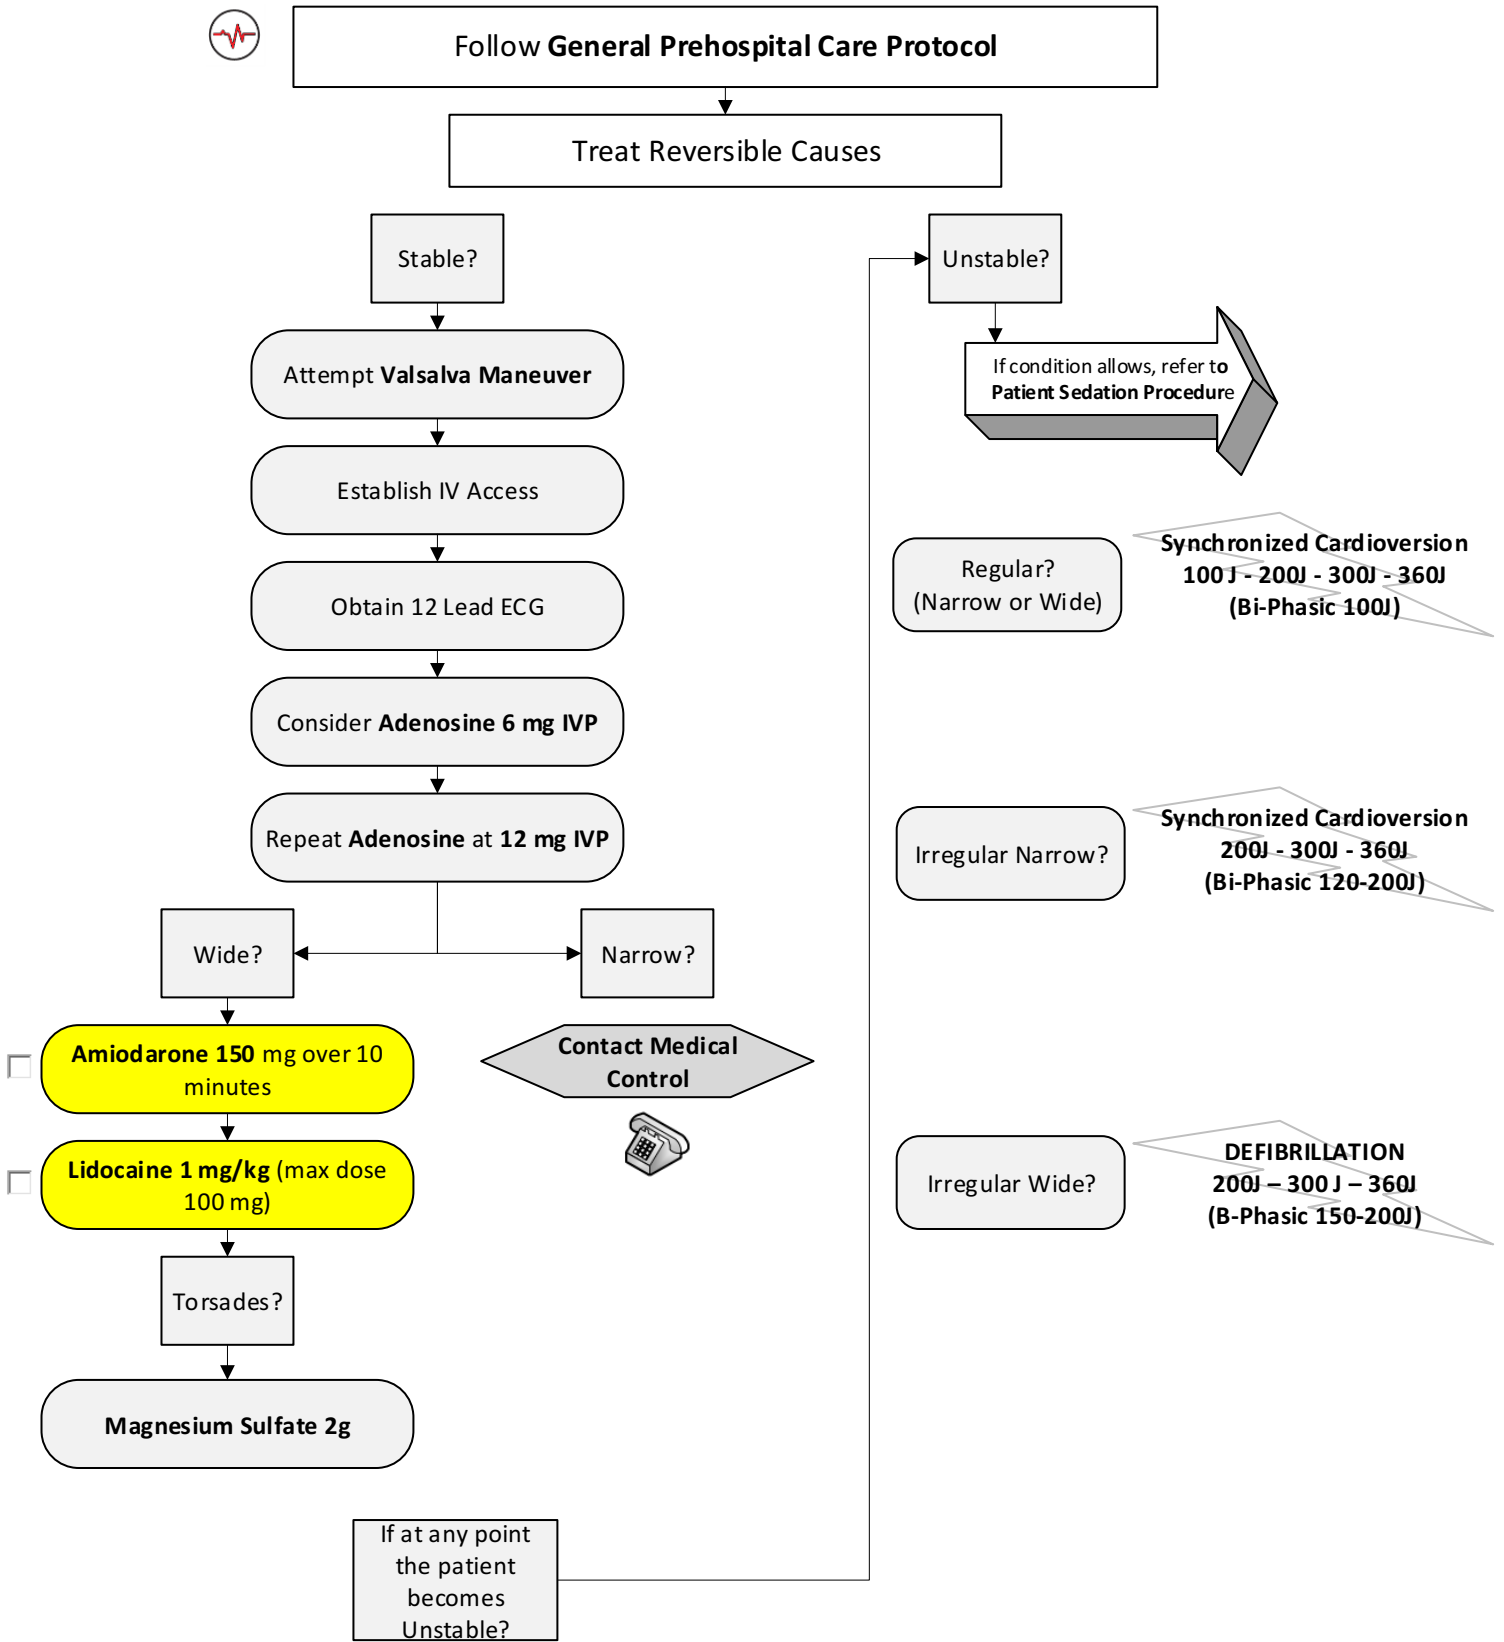 Follow General Prehospital Care Protocol
Treat Reversible Causes
Stable?
Attempt Valsalva Maneuver
Establish IV Access
Obtain 12 Lead ECG
Consider Adenosine 6 mg IVP
Repeat Adenosine at 12 mg IVP
Wide?
Narrow?
Amiodarone 150 mg over 10
minutes
Lidocaine 1 mg/kg (max dose
100 mg)
Torsades?
Magnesium Sulfate 2g
Contact Medical
Control
If at any point
the patient
becomes
Unstable?
Unstable?
If condition allows, refer to
Patient Sedation Procedure
Regular?
(Narrow or Wide)
Synchronized Cardioversion
100 J - 200J - 300J - 360J
(Bi-Phasic 100J)
Irregular Narrow?
Synchronized Cardioversion
200J - 300J - 360J
(Bi-Phasic 120-200J)
Irregular Wide?
DEFIBRILLATION
200J – 300 J – 360J
(B-Phasic 150-200J)